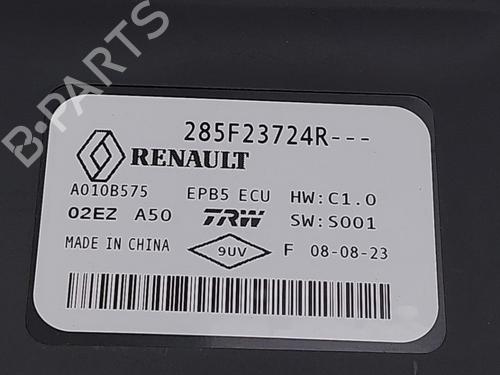 285F23724R---
RENAULT
A010B575 EPB5 ECU HW:C1.0
02EZ A50 TRW SW:S001
MADE IN CHINA 9UV F 08-08-23
B-PARTS